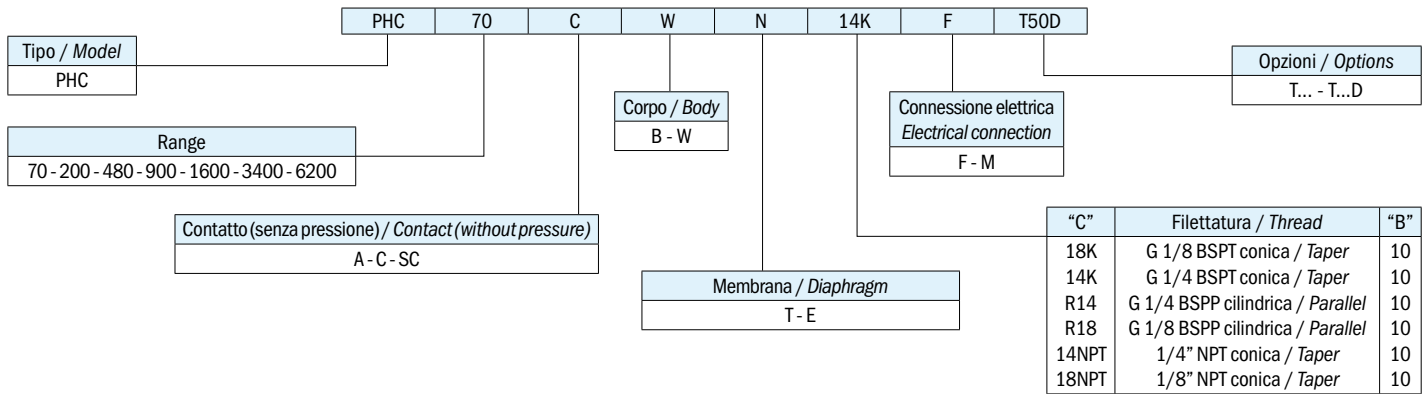 PHC 70 C W N 14K F T50D
Tipo / Model
PHC
Opzioni / Options
T... - T...D
Corpo / Body
B - W
Connessione elettrica
Electrical connection
F - M
Range
70 - 200 - 480 - 900 - 1600 - 3400 - 6200
Contatto (senza pressione) / Contact (without pressure)
A - C - SC
Membrana / Diaphragm
T - E
“C” Filettatura / Thread “B”
18K G 1/8 BSPT conica / Taper 10
14K G 1/4 BSPT conica / Taper 10
R14 G 1/4 BSPP cilindrica / Parallel 10
R18 G 1/8 BSPP cilindrica / Parallel 10
14NPT 1/4” NPT conica / Taper 10
18NPT 1/8” NPT conica / Taper 10